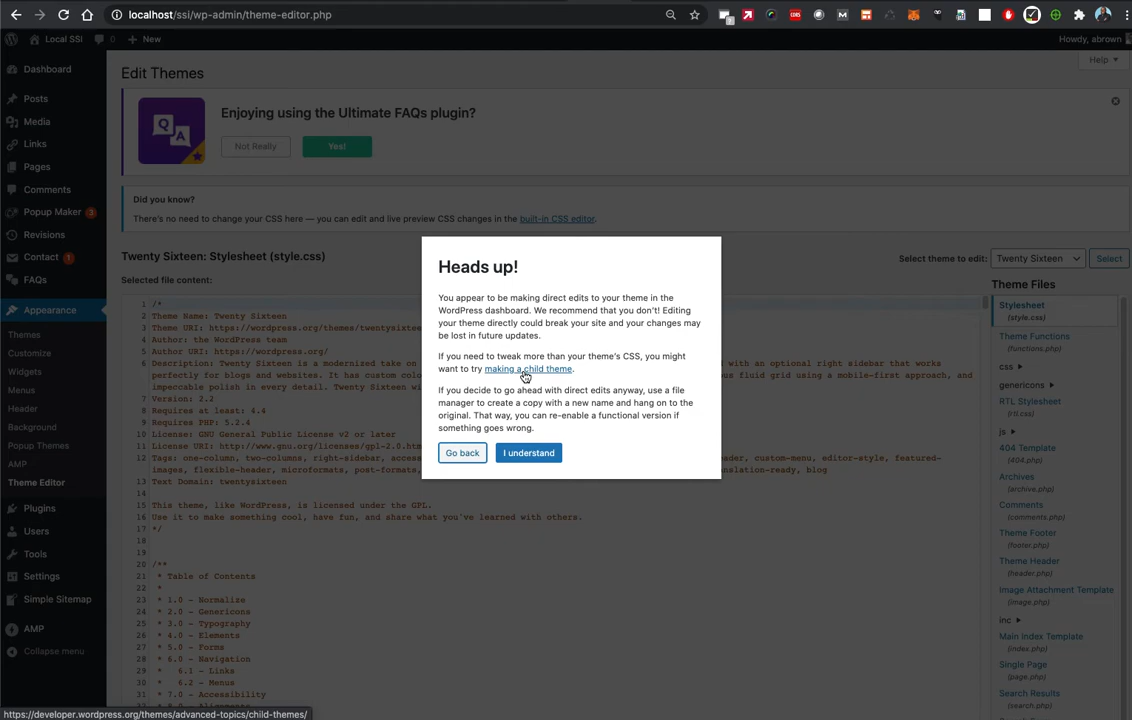 localhost/ssi/wp-admin/theme-editor.php
Local SSI
0
New
Howdy, abrown
Dashboard
Posts
Media
Links
Pages
Comments
Popup Maker 3
Revisions
Contact 1
FAQs
Appearance
Themes
Customize
Widgets
Menus
Header
Background
Popup Themes
AMP
Theme Editor
Plugins
Users
Tools
Settings
Simple Sitemap
AMP
Collapse menu
Help
Edit Themes
Enjoying using the Ultimate FAQs plugin?
Q A
Not Really
Yes!
Did you know?
There's no need to change your CSS here — you can edit and live preview CSS changes in the built-in CSS editor.
Twenty Sixteen: Stylesheet (style.css)
Select theme to edit: Twenty Sixteen Select
Selected file content:
Heads up!
You appear to be making direct edits to your theme in the
WordPress dashboard. We recommend that you don't! Editing
your theme directly could break your site and your changes may
be lost in future updates.
If you need to tweak more than your theme's CSS, you might
want to try making a child theme.
If you decide to go ahead with direct edits anyway, use a file
manager to create a copy with a new name and hang on to the
original. That way, you can re-enable a functional version if
something goes wrong.
Go back
I understand
1 /*
2 Theme Name: Twenty Sixteen
3 Theme URI: https://wordpress.org/themes/twentysixtee
4 Author: the WordPress team
5 Author URI: https://wordpress.org/
6 Description: Twenty Sixteen is a modernized take on with an optional right sidebar that works
perfectly for blogs and websites. It has custom colo us fluid grid using a mobile-first approach, and
impeccable polish in every detail. Twenty Sixteen wi
7 Version: 2.2
8 Requires at least: 4.4
9 Requires PHP: 5.2.4
10 License: GNU General Public License v2 or later
11 License URI: http://www.gnu.org/licenses/gpl-2.0.htm
12 Tags: one-column, two-columns, right-sidebar, access der, custom-menu, editor-style, featured-
images, flexible-header, microformats, post-formats, nslation-ready, blog
13 Text Domain: twentysixteen
14
15 This theme, like WordPress, is licensed under the GPL.
16 Use it to make something cool, have fun, and share what you've learned with others.
17 */
18
19
20 /**
21 * Table of Contents
22 *
23 * 1.0 - Normalize
24 * 2.0 - Genericons
25 * 3.0 - Typography
26 * 4.0 - Elements
27 * 5.0 - Forms
28 * 6.0 - Navigation
29 * 6.1 - Links
30 * 6.2 - Menus
31 * 7.0 - Accessibility
32 * 8.0 - Alignments
Theme Files
Stylesheet
(style.css)
Theme Functions
(functions.php)
css
genericons
RTL Stylesheet
(rtl.css)
js
404 Template
(404.php)
Archives
(archive.php)
Comments
(comments.php)
Theme Footer
(footer.php)
Theme Header
(header.php)
Image Attachment Template
(image.php)
inc
Main Index Template
(index.php)
Single Page
(page.php)
Search Results
(search.php)
https://developer.wordpress.org/themes/advanced-topics/child-themes/